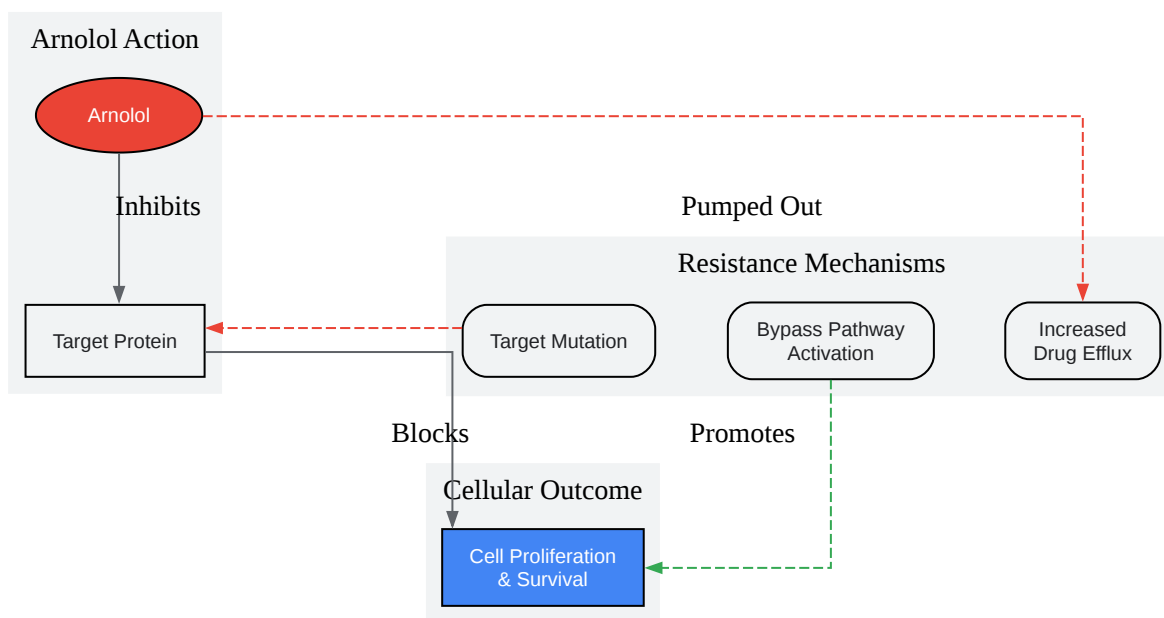 Arnolol Action
Arnolol
Inhibits
Pumped Out
Resistance Mechanisms
Target Protein
Target Mutation
Bypass Pathway
Activation
Increased
Drug Efflux
Blocks
Promotes
Cellular Outcome
Cell Proliferation
& Survival